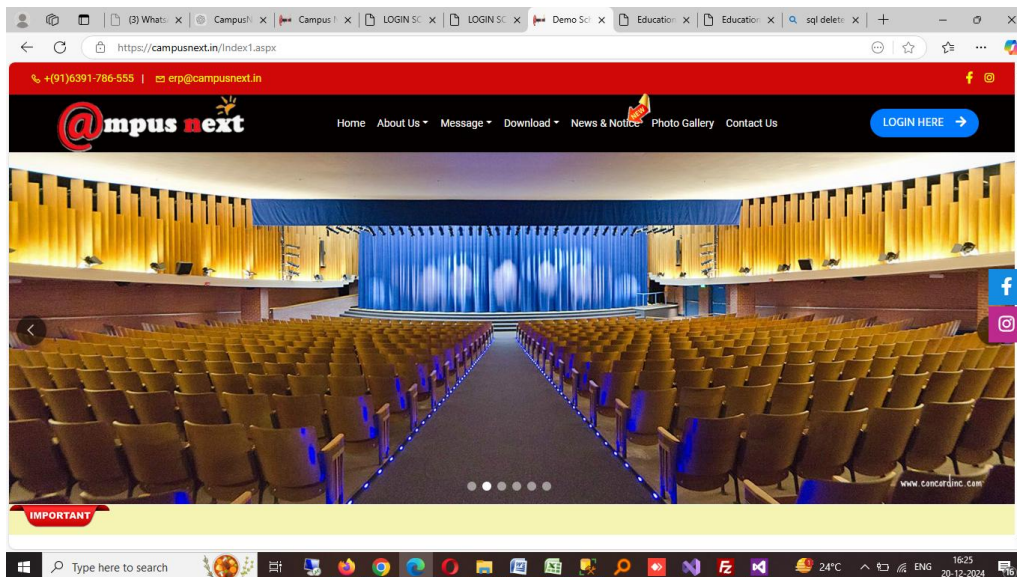 (3) Whats
CampusN
Campus
LOGIN SC
LOGIN SC
Demo Sch
Education
Education
sql delete
https://campusnext.in/Index1.aspx
+(91)6391-786-555 | erp@campusnext.in
@mpus next
Home About Us Message Download News & Notice NEW Photo Gallery Contact Us
LOGIN HERE
www.concordinc.com
IMPORTANT
Type here to search
24°C
ENG
16:25
20-12-2024
16